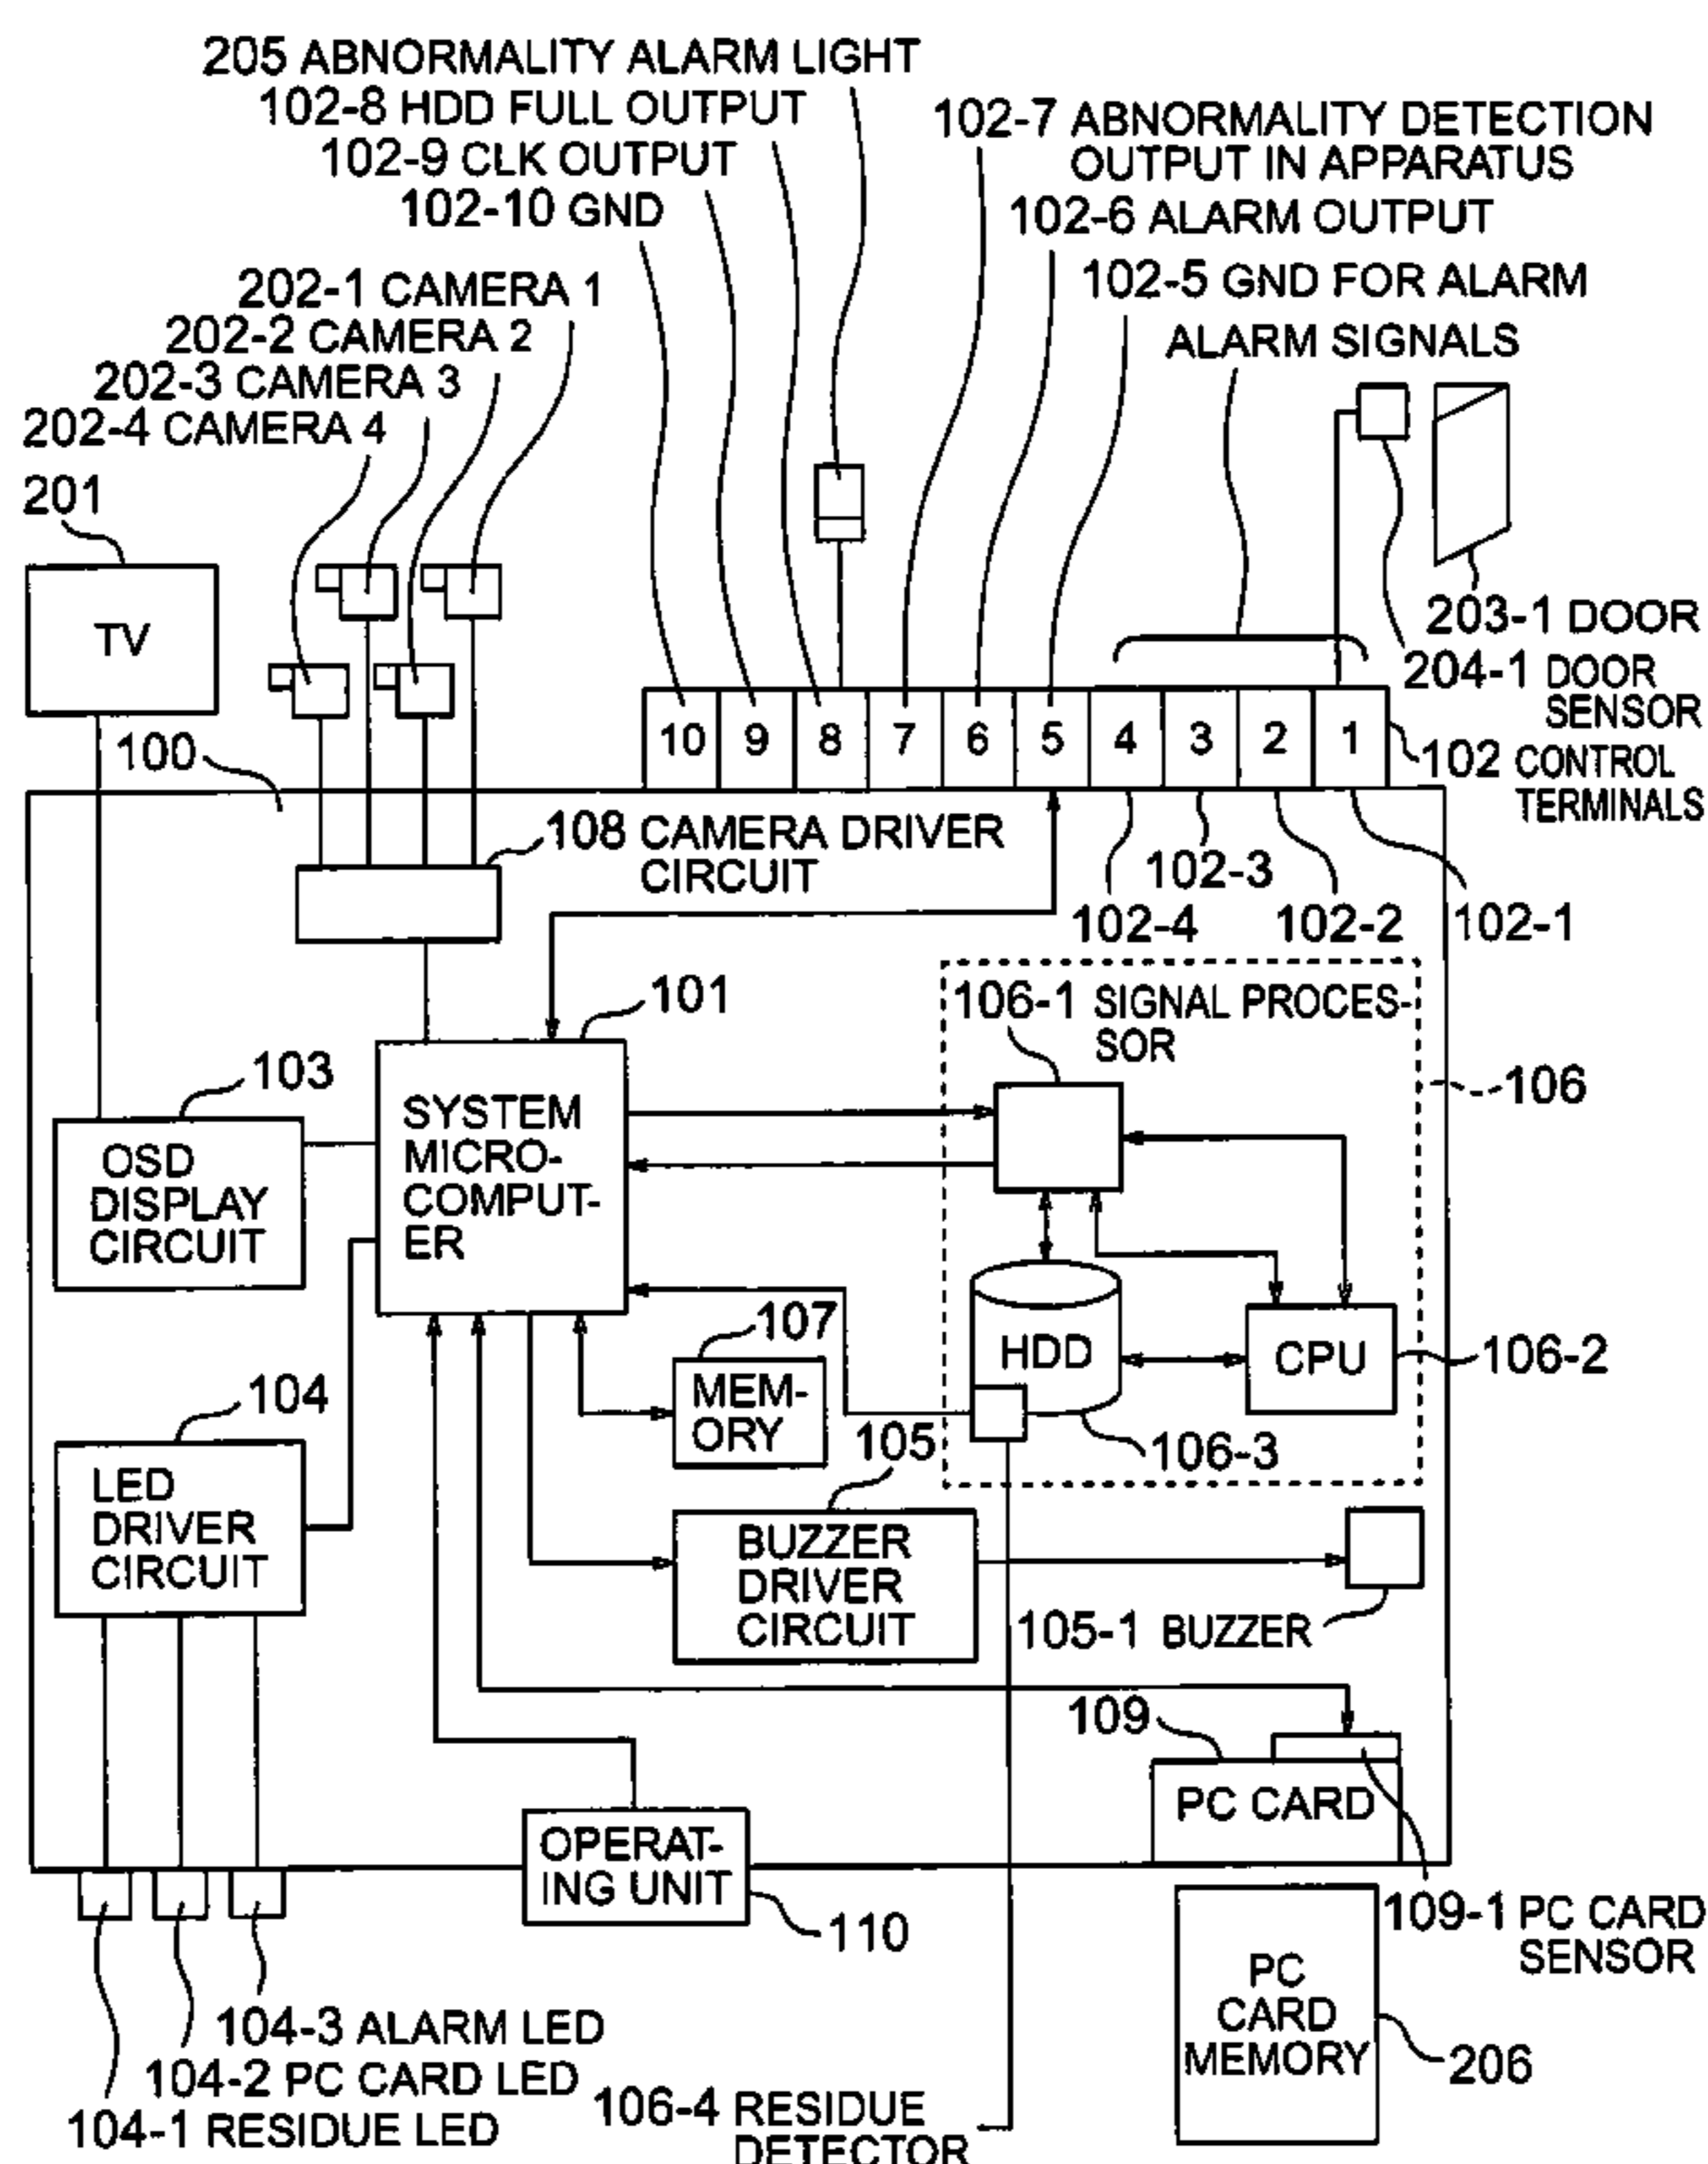 205 ABNORMALITY ALARM LIGHT
102-8 HDD FULL OUTPUT
102-9 CLK OUTPUT
102-10 GND
102-7 ABNORMALITY DETECTION
OUTPUT IN APPARATUS
102-6 ALARM OUTPUT
102-5 GND FOR ALARM
ALARM SIGNALS
202-1 CAMERA 1
202-2 CAMERA 2
202-3 CAMERA 3
202-4 CAMERA 4
201
TV
203-1 DOOR
204-1 DOOR
SENSOR
10 9 8 7 6 5 4 3 2 1
102 CONTROL
TERMINALS
100
108 CAMERA DRIVER
CIRCUIT
102-3
102-4
102-2
102-1
101
106-1 SIGNAL PROCES-
SOR
106
103
SYSTEM
MICRO-
COMPUT-
ER
OSD
DISPLAY
CIRCUIT
107
MEM-
ORY
HDD
CPU
106-2
106-3
104
LED
DRIVER
CIRCUIT
105
BUZZER
DRIVER
CIRCUIT
105-1 BUZZER
109
PC CARD
OPERAT-
ING UNIT
110
109-1 PC CARD
SENSOR
PC
CARD
MEMORY
206
104-3 ALARM LED
104-2 PC CARD LED
104-1 RESIDUE LED
106-4 RESIDUE
DETECTOR